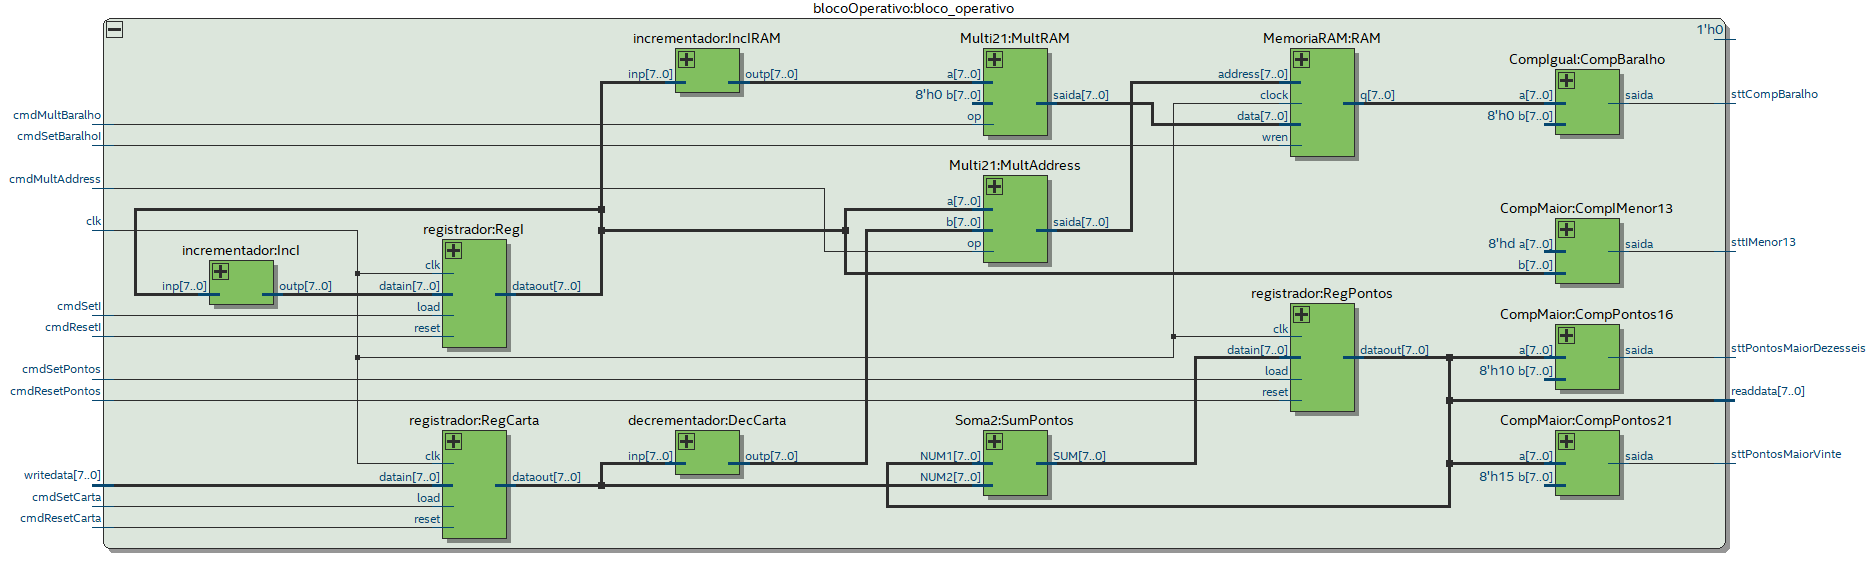 blocoOperativo:bloco_operativo
1'h0
incrementador:IncIRAM
inp[7..0]
outp[7..0]
Multi21:MultRAM
a[7..0]
8'h0 b[7..0]
op
saida[7..0]
MemoriaRAM:RAM
address[7..0]
clock
data[7..0]
wren
q[7..0]
CompIgual:CompBaralho
a[7..0]
8'h0 b[7..0]
saida
sttCompBaralho
cmdMultBaralho
cmdSetBaralhoI
cmdMultAddress
clk
Multi21:MultAddress
a[7..0]
b[7..0]
op
saida[7..0]
CompMaior:CompIMenor13
8'hd a[7..0]
b[7..0]
saida
sttIMenor13
incrementador:IncI
inp[7..0]
outp[7..0]
registrador:RegI
clk
datain[7..0]
load
reset
dataout[7..0]
cmdSetI
cmdResetI
registrador:RegPontos
clk
datain[7..0]
load
reset
dataout[7..0]
cmdSetPontos
cmdResetPontos
CompMaior:CompPontos16
a[7..0]
8'h10 b[7..0]
saida
sttPontosMaiorDezesseis
readdata[7..0]
registrador:RegCarta
clk
datain[7..0]
load
reset
dataout[7..0]
writedata[7..0]
cmdSetCarta
cmdResetCarta
decrementador:DecCarta
inp[7..0]
outp[7..0]
Soma2:SumPontos
NUM1[7..0]
NUM2[7..0]
SUM[7..0]
CompMaior:CompPontos21
a[7..0]
8'h15 b[7..0]
saida
sttPontosMaiorVinte